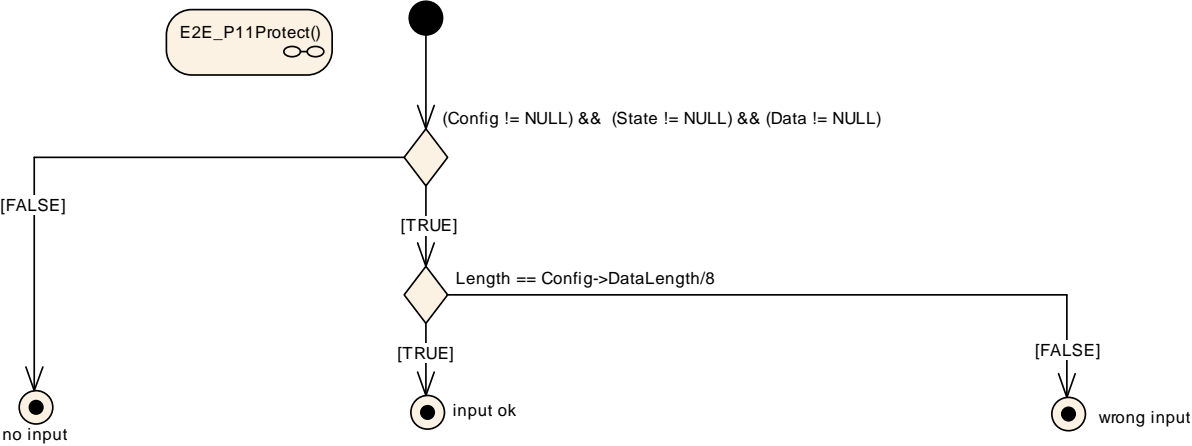 E2E_P11Protect()
(Config != NULL) && (State != NULL) && (Data != NULL)
[FALSE]
[TRUE]
Length == Config->DataLength/8
[TRUE]
[FALSE]
input ok
wrong input
no input